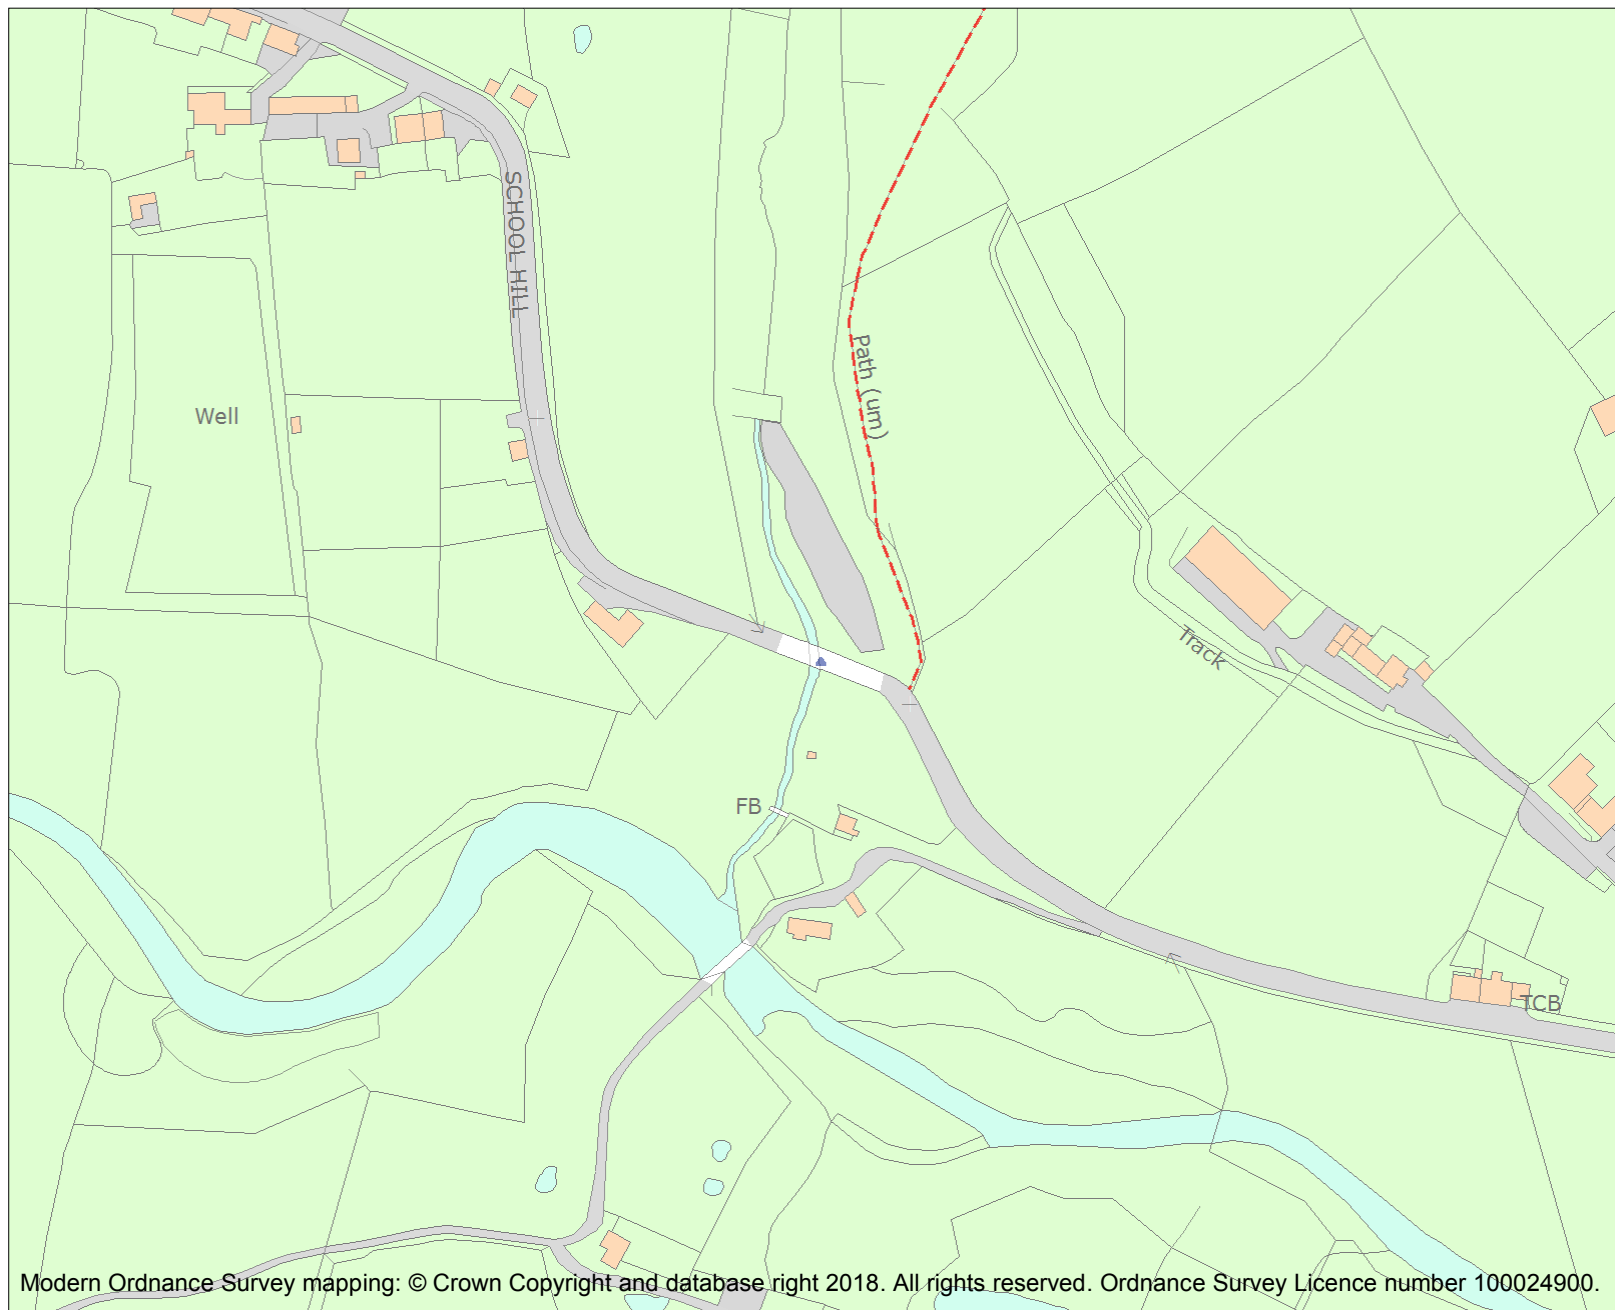 SCHOOL HILL
Path (um)
Well
Track
FB
TCB
Modern Ordnance Survey mapping: © Crown Copyright and database right 2018. All rights reserved. Ordnance Survey Licence number 100024900.